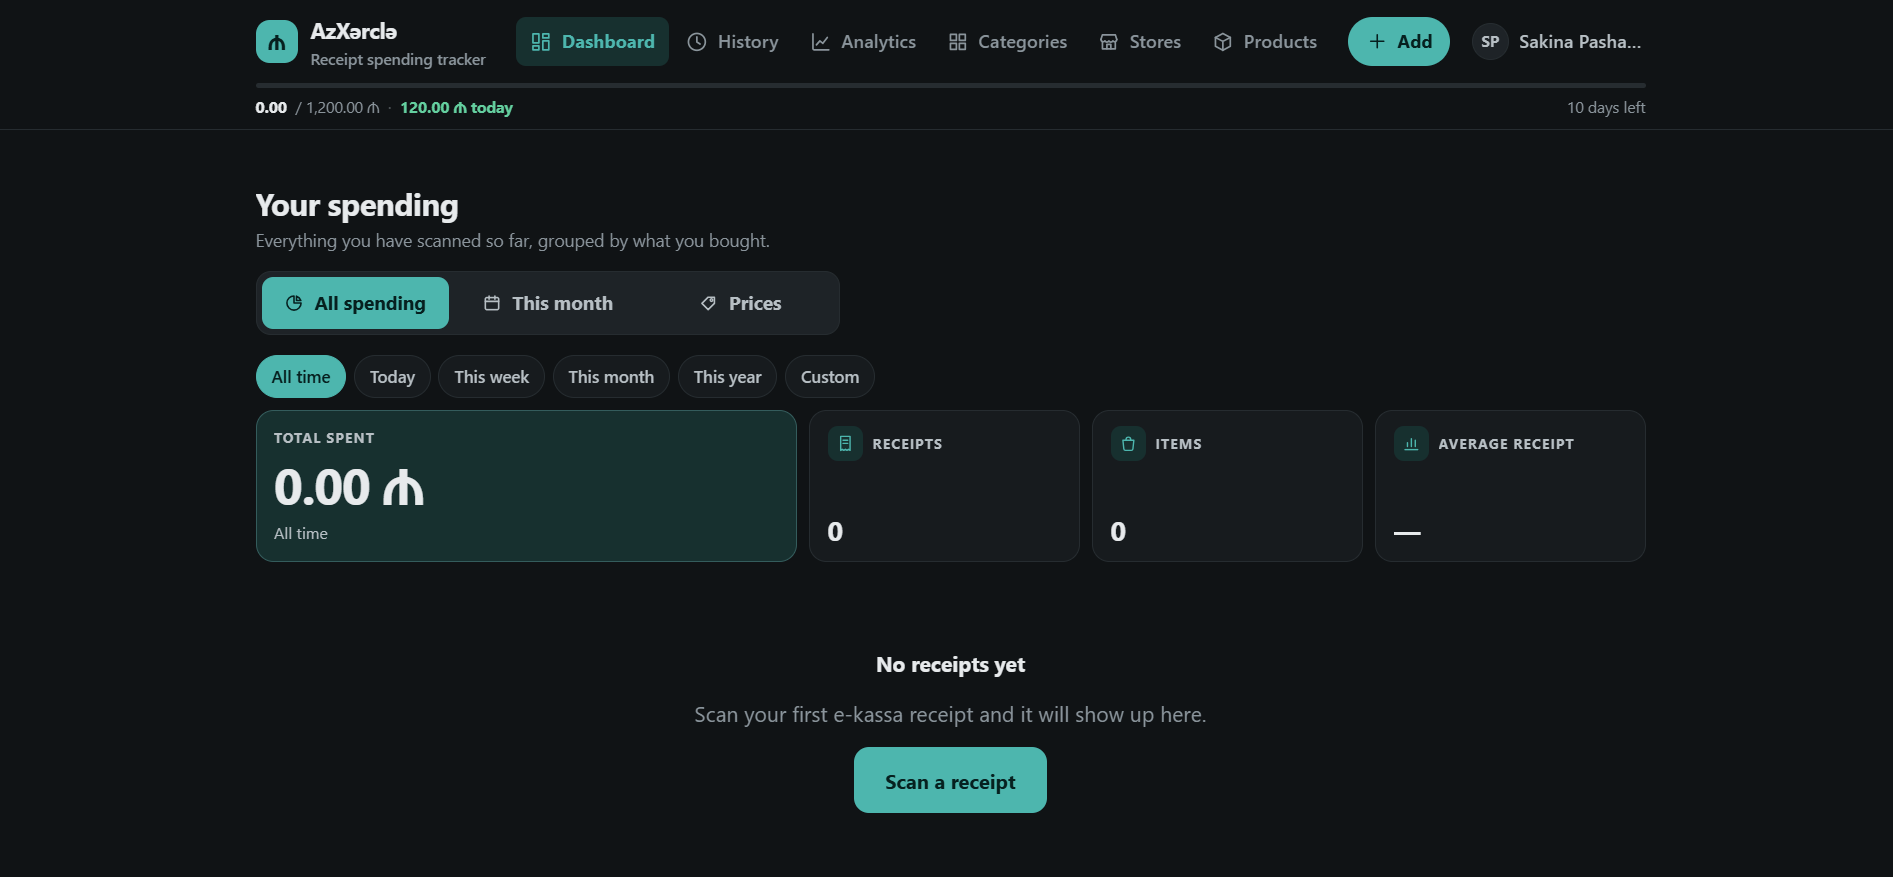 AzXərclə
Receipt spending tracker
Dashboard
History
Analytics
Categories
Stores
Products
+ Add
SP
Sakina Pasha...
0.00 / 1,200.00 ₼ · 120.00 ₼ today
10 days left
Your spending
Everything you have scanned so far, grouped by what you bought.
All spending
This month
Prices
All time
Today
This week
This month
This year
Custom
TOTAL SPENT
0.00 ₼
All time
RECEIPTS
0
ITEMS
0
AVERAGE RECEIPT
—
No receipts yet
Scan your first e-kassa receipt and it will show up here.
Scan a receipt